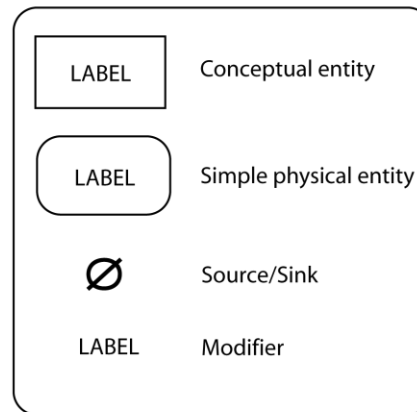 LABEL Conceptual entity
LABEL Simple physical entity
Ø Source/Sink
LABEL Modifier